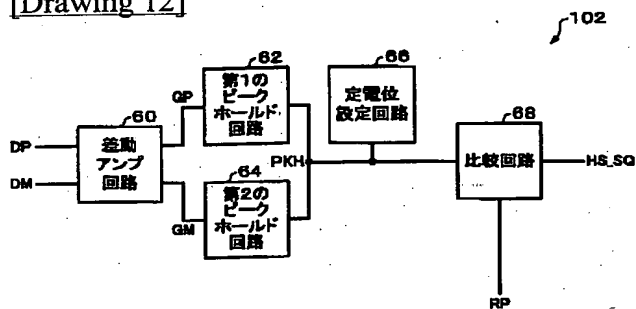 [Drawing 12]
102
62
第1の
ピーク
ホールド
回路
66
定電位
設定回路
68
比較回路
60
差動
アンプ
回路
QP
DP
DM
GM
PKH
64
第2の
ピーク
ホールド
回路
HS_SQ
RP